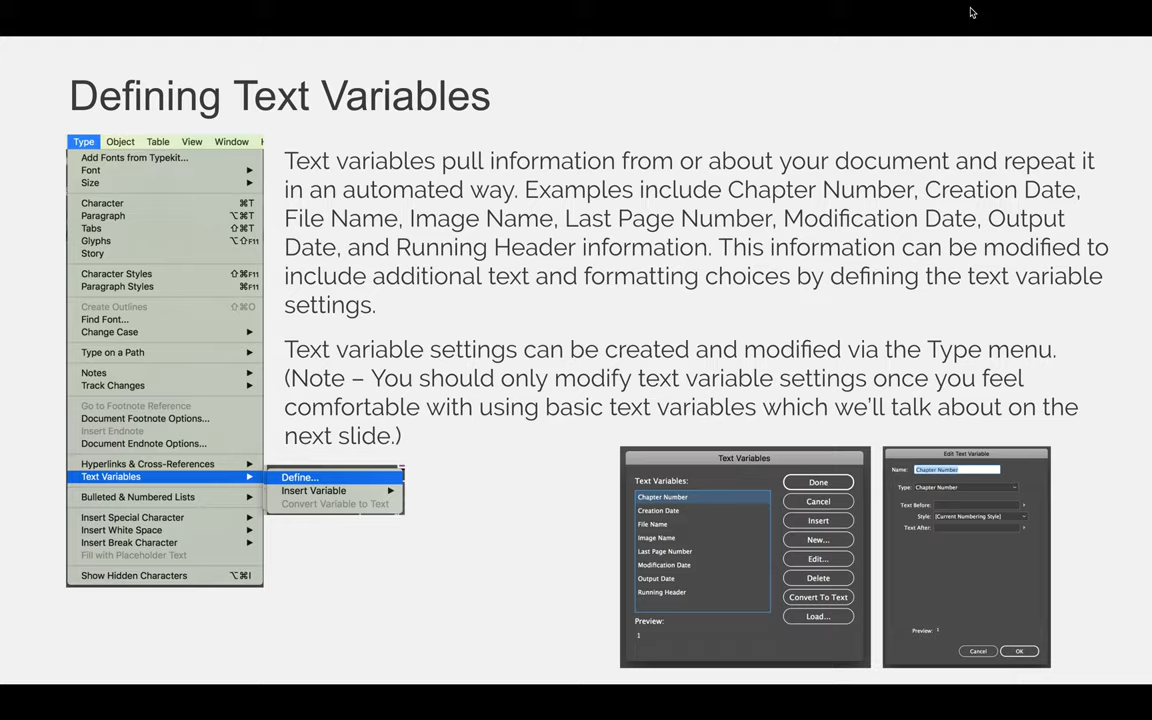 Defining Text Variables
Type Object Table View Window
Add Fonts from Typekit...
Font
Size
Character ⌘T
Paragraph ⌥⌘T
Tabs ⇧⌘T
Glyphs ⌥⇧F11
Story
Character Styles ⇧⌘F11
Paragraph Styles ⌘F11
Create Outlines ⇧⌘O
Find Font...
Change Case
Type on a Path
Notes
Track Changes
Go to Footnote Reference
Document Footnote Options...
Insert Endnote
Document Endnote Options...
Hyperlinks & Cross-References
Text Variables
Bulleted & Numbered Lists
Insert Special Character
Insert White Space
Insert Break Character
Fill with Placeholder Text
Show Hidden Characters ⌥⌘I
Define...
Insert Variable
Convert Variable to Text
Text variables pull information from or about your document and repeat it
in an automated way. Examples include Chapter Number, Creation Date,
File Name, Image Name, Last Page Number, Modification Date, Output
Date, and Running Header information. This information can be modified to
include additional text and formatting choices by defining the text variable
settings.
Text variable settings can be created and modified via the Type menu.
(Note – You should only modify text variable settings once you feel
comfortable with using basic text variables which we'll talk about on the
next slide.)
Text Variables
Text Variables:
Chapter Number
Creation Date
File Name
Image Name
Last Page Number
Modification Date
Output Date
Running Header
Preview:
1
Done
Cancel
Insert
New...
Edit...
Delete
Convert To Text
Load...
Edit Text Variable
Name: Chapter Number
Type: Chapter Number
Text Before:
Style: [Current Numbering Style]
Text After:
Preview: 1
Cancel OK